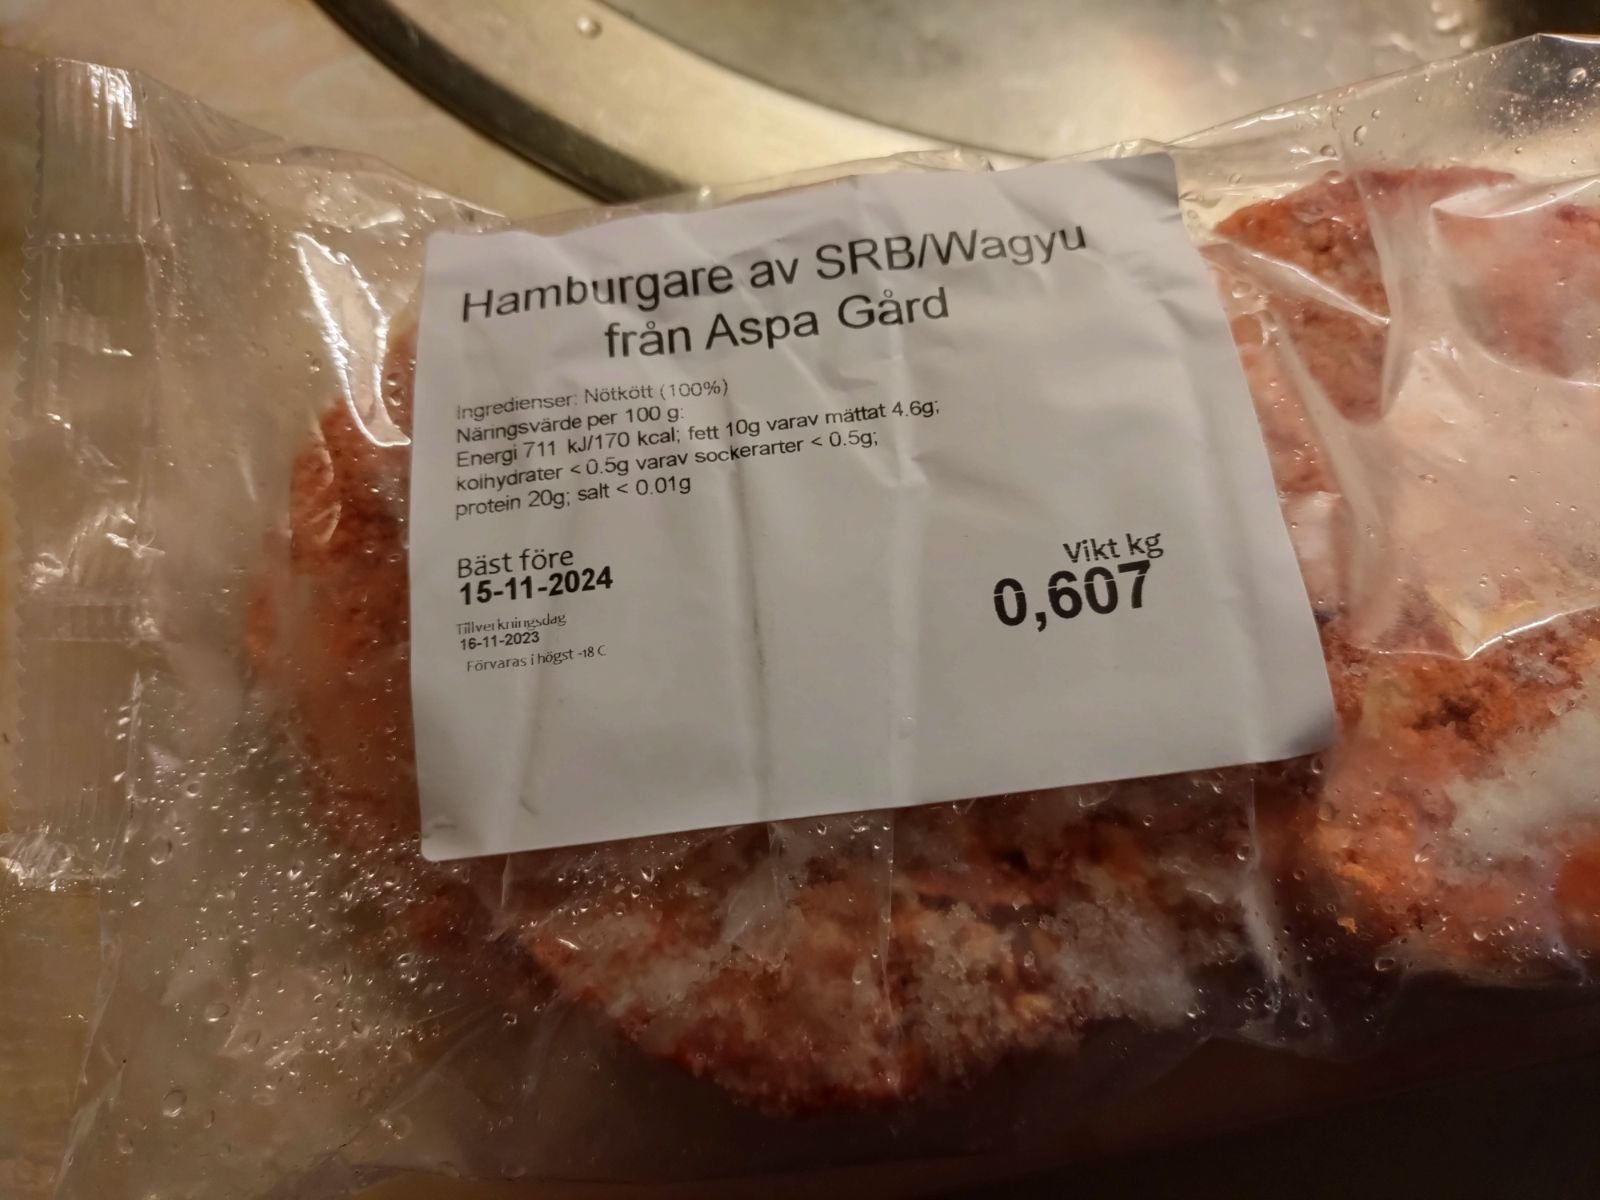 Hamburgare av SRB/Wagyu
från Aspa Gård
Ingredienser: Nötkött (100%)
Näringsvärde per 100 g:
Energi 711 kJ/170 kcal; fett 10g varav mättat 4.6g;
kolhydrater < 0.5g varav sockerarter < 0.5g;
protein 20g; salt < 0.01g
Bäst före
15-11-2024
Vikt kg
0,607
Tillverkningsdag
16-11-2023
Förvaras i högst -18 C